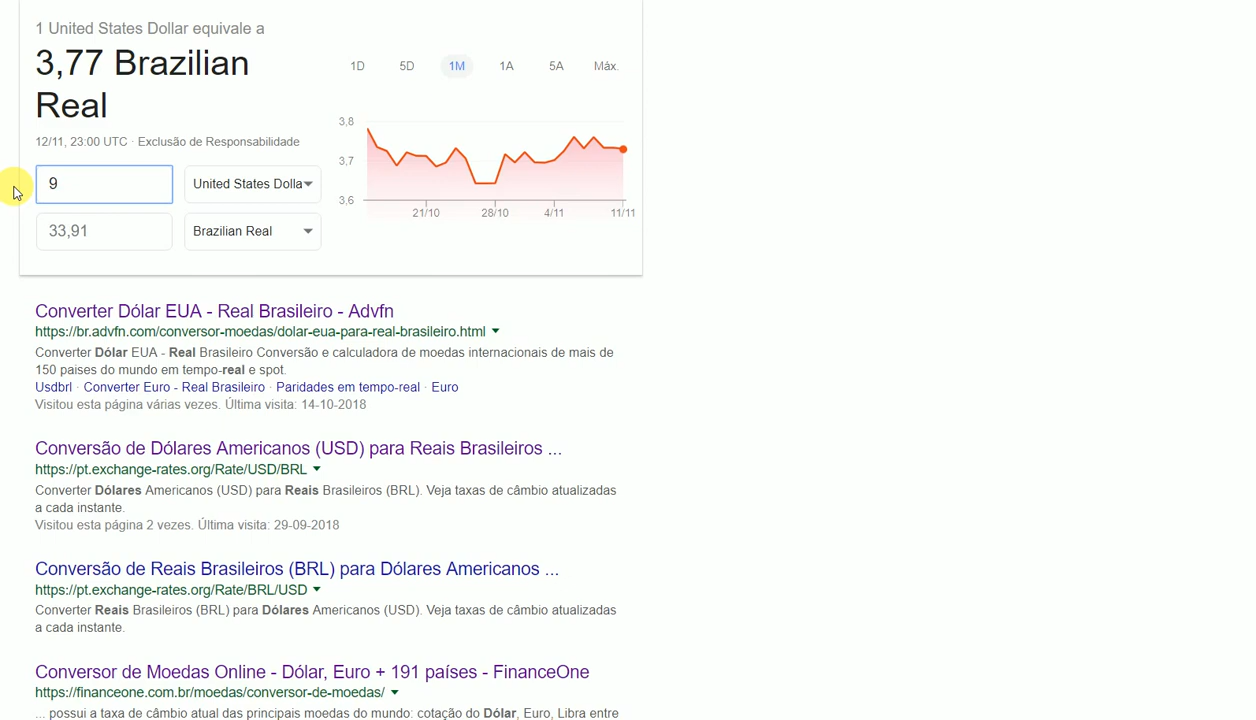 1 United States Dollar equivale a
3,77 Brazilian
Real
12/11, 23:00 UTC · Exclusão de Responsabilidade
9
United States Dolla
33,91
Brazilian Real
1D 5D 1M 1A 5A Máx.
3,8
3,7
3,6
21/10 28/10 4/11 11/11
Converter Dólar EUA - Real Brasileiro - Advfn
https://br.advfn.com/conversor-moedas/dolar-eua-para-real-brasileiro.html
Converter Dólar EUA - Real Brasileiro Conversão e calculadora de moedas internacionais de mais de
150 paises do mundo em tempo-real e spot.
Usdbrl · Converter Euro - Real Brasileiro · Paridades em tempo-real · Euro
Visitou esta página várias vezes. Última visita: 14-10-2018
Conversão de Dólares Americanos (USD) para Reais Brasileiros ...
https://pt.exchange-rates.org/Rate/USD/BRL
Converter Dólares Americanos (USD) para Reais Brasileiros (BRL). Veja taxas de câmbio atualizadas
a cada instante.
Visitou esta página 2 vezes. Última visita: 29-09-2018
Conversão de Reais Brasileiros (BRL) para Dólares Americanos ...
https://pt.exchange-rates.org/Rate/BRL/USD
Converter Reais Brasileiros (BRL) para Dólares Americanos (USD). Veja taxas de câmbio atualizadas
a cada instante.
Conversor de Moedas Online - Dólar, Euro + 191 países - FinanceOne
https://financeone.com.br/moedas/conversor-de-moedas/
... possui a taxa de câmbio atual das principais moedas do mundo: cotação do Dólar, Euro, Libra entre